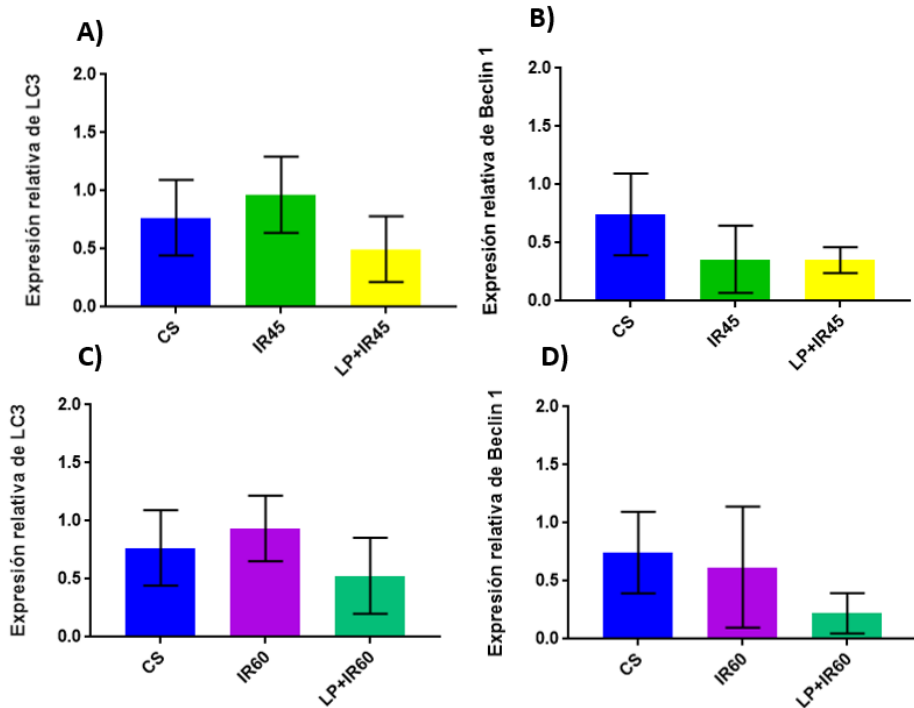 A)
Expresión relativa de LC3
2.0
1.5
1.0
0.5
0.0
CS
IR45
LP+IR45
B)
Expresión relativa de Beclin 1
2.0
1.5
1.0
0.5
0.0
CS
IR45
LP+IR45
C)
Expresión relativa de LC3
2.0
1.5
1.0
0.5
0.0
CS
IR60
LP+IR60
D)
Expresión relativa de Beclin 1
2.0
1.5
1.0
0.5
0.0
CS
IR60
LP+IR60